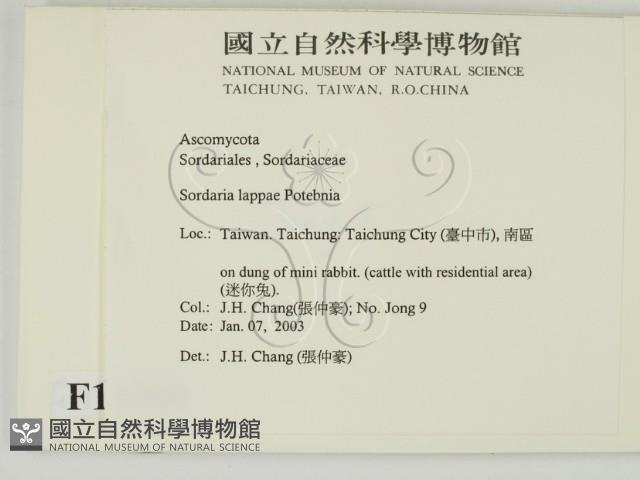 國立自然科學博物館
NATIONAL MUSEUM OF NATURAL SCIENCE
TAICHUNG, TAIWAN, R.O.CHINA
Ascomycota
Sordariales , Sordariaceae
Sordaria lappae Potebnia
Loc.: Taiwan. Taichung: Taichung City (臺中市), 南區
on dung of mini rabbit. (cattle with residential area)
(迷你兔).
Col.: J.H. Chang(張仲豪); No. Jong 9
Date: Jan. 07, 2003
Det.: J.H. Chang (張仲豪)
F1
國立自然科學博物館
NATIONAL MUSEUM OF NATURAL SCIENCE